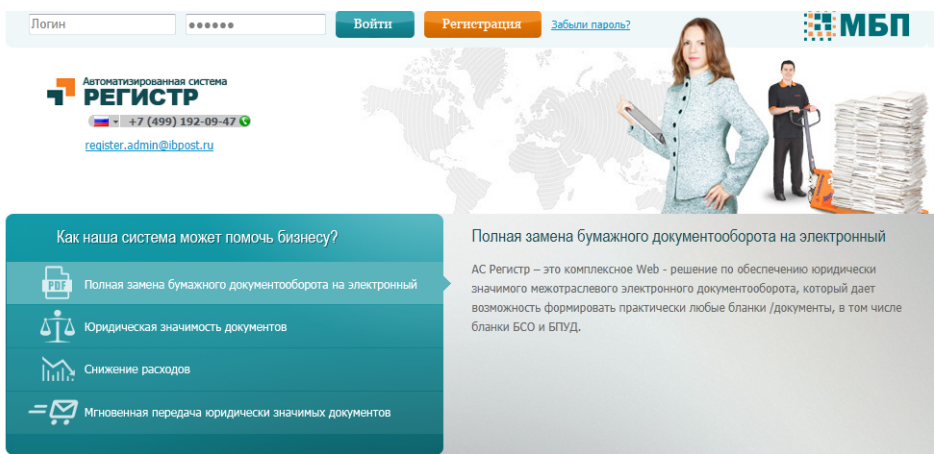 Логин
Войти
Регистрация
Забыли пароль?
МБП
Автоматизированная система
РЕГИСТР
+7 (499) 192-09-47
register.admin@ibpost.ru
Как наша система может помочь бизнесу?
PDF
Полная замена бумажного документооборота на электронный
Юридическая значимость документов
Снижение расходов
Мгновенная передача юридически значимых документов
Полная замена бумажного документооборота на электронный
АС Регистр – это комплексное Web - решение по обеспечению юридически
значимого межотраслевого электронного документооборота, который дает
возможность формировать практически любые бланки /документы, в том числе
бланки БСО и БПУД.